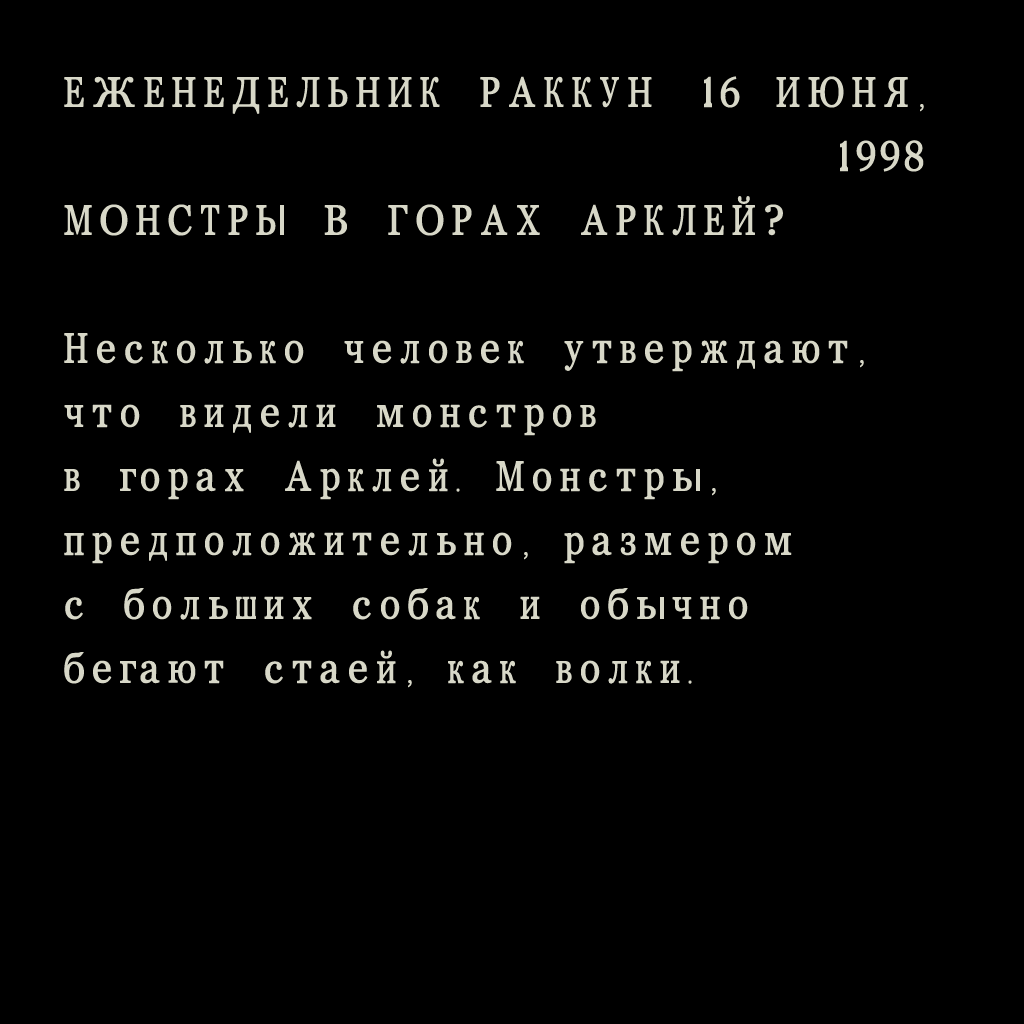 ЕЖЕНЕДЕЛЬНИК РАККУН 16 ИЮНЯ,
1998
МОНСТРЫ В ГОРАХ АРКЛЕЙ?
Несколько человек утверждают,
что видели монстров
в горах Арклей. Монстры,
предположительно, размером
с больших собак и обычно
бегают стаей, как волки.